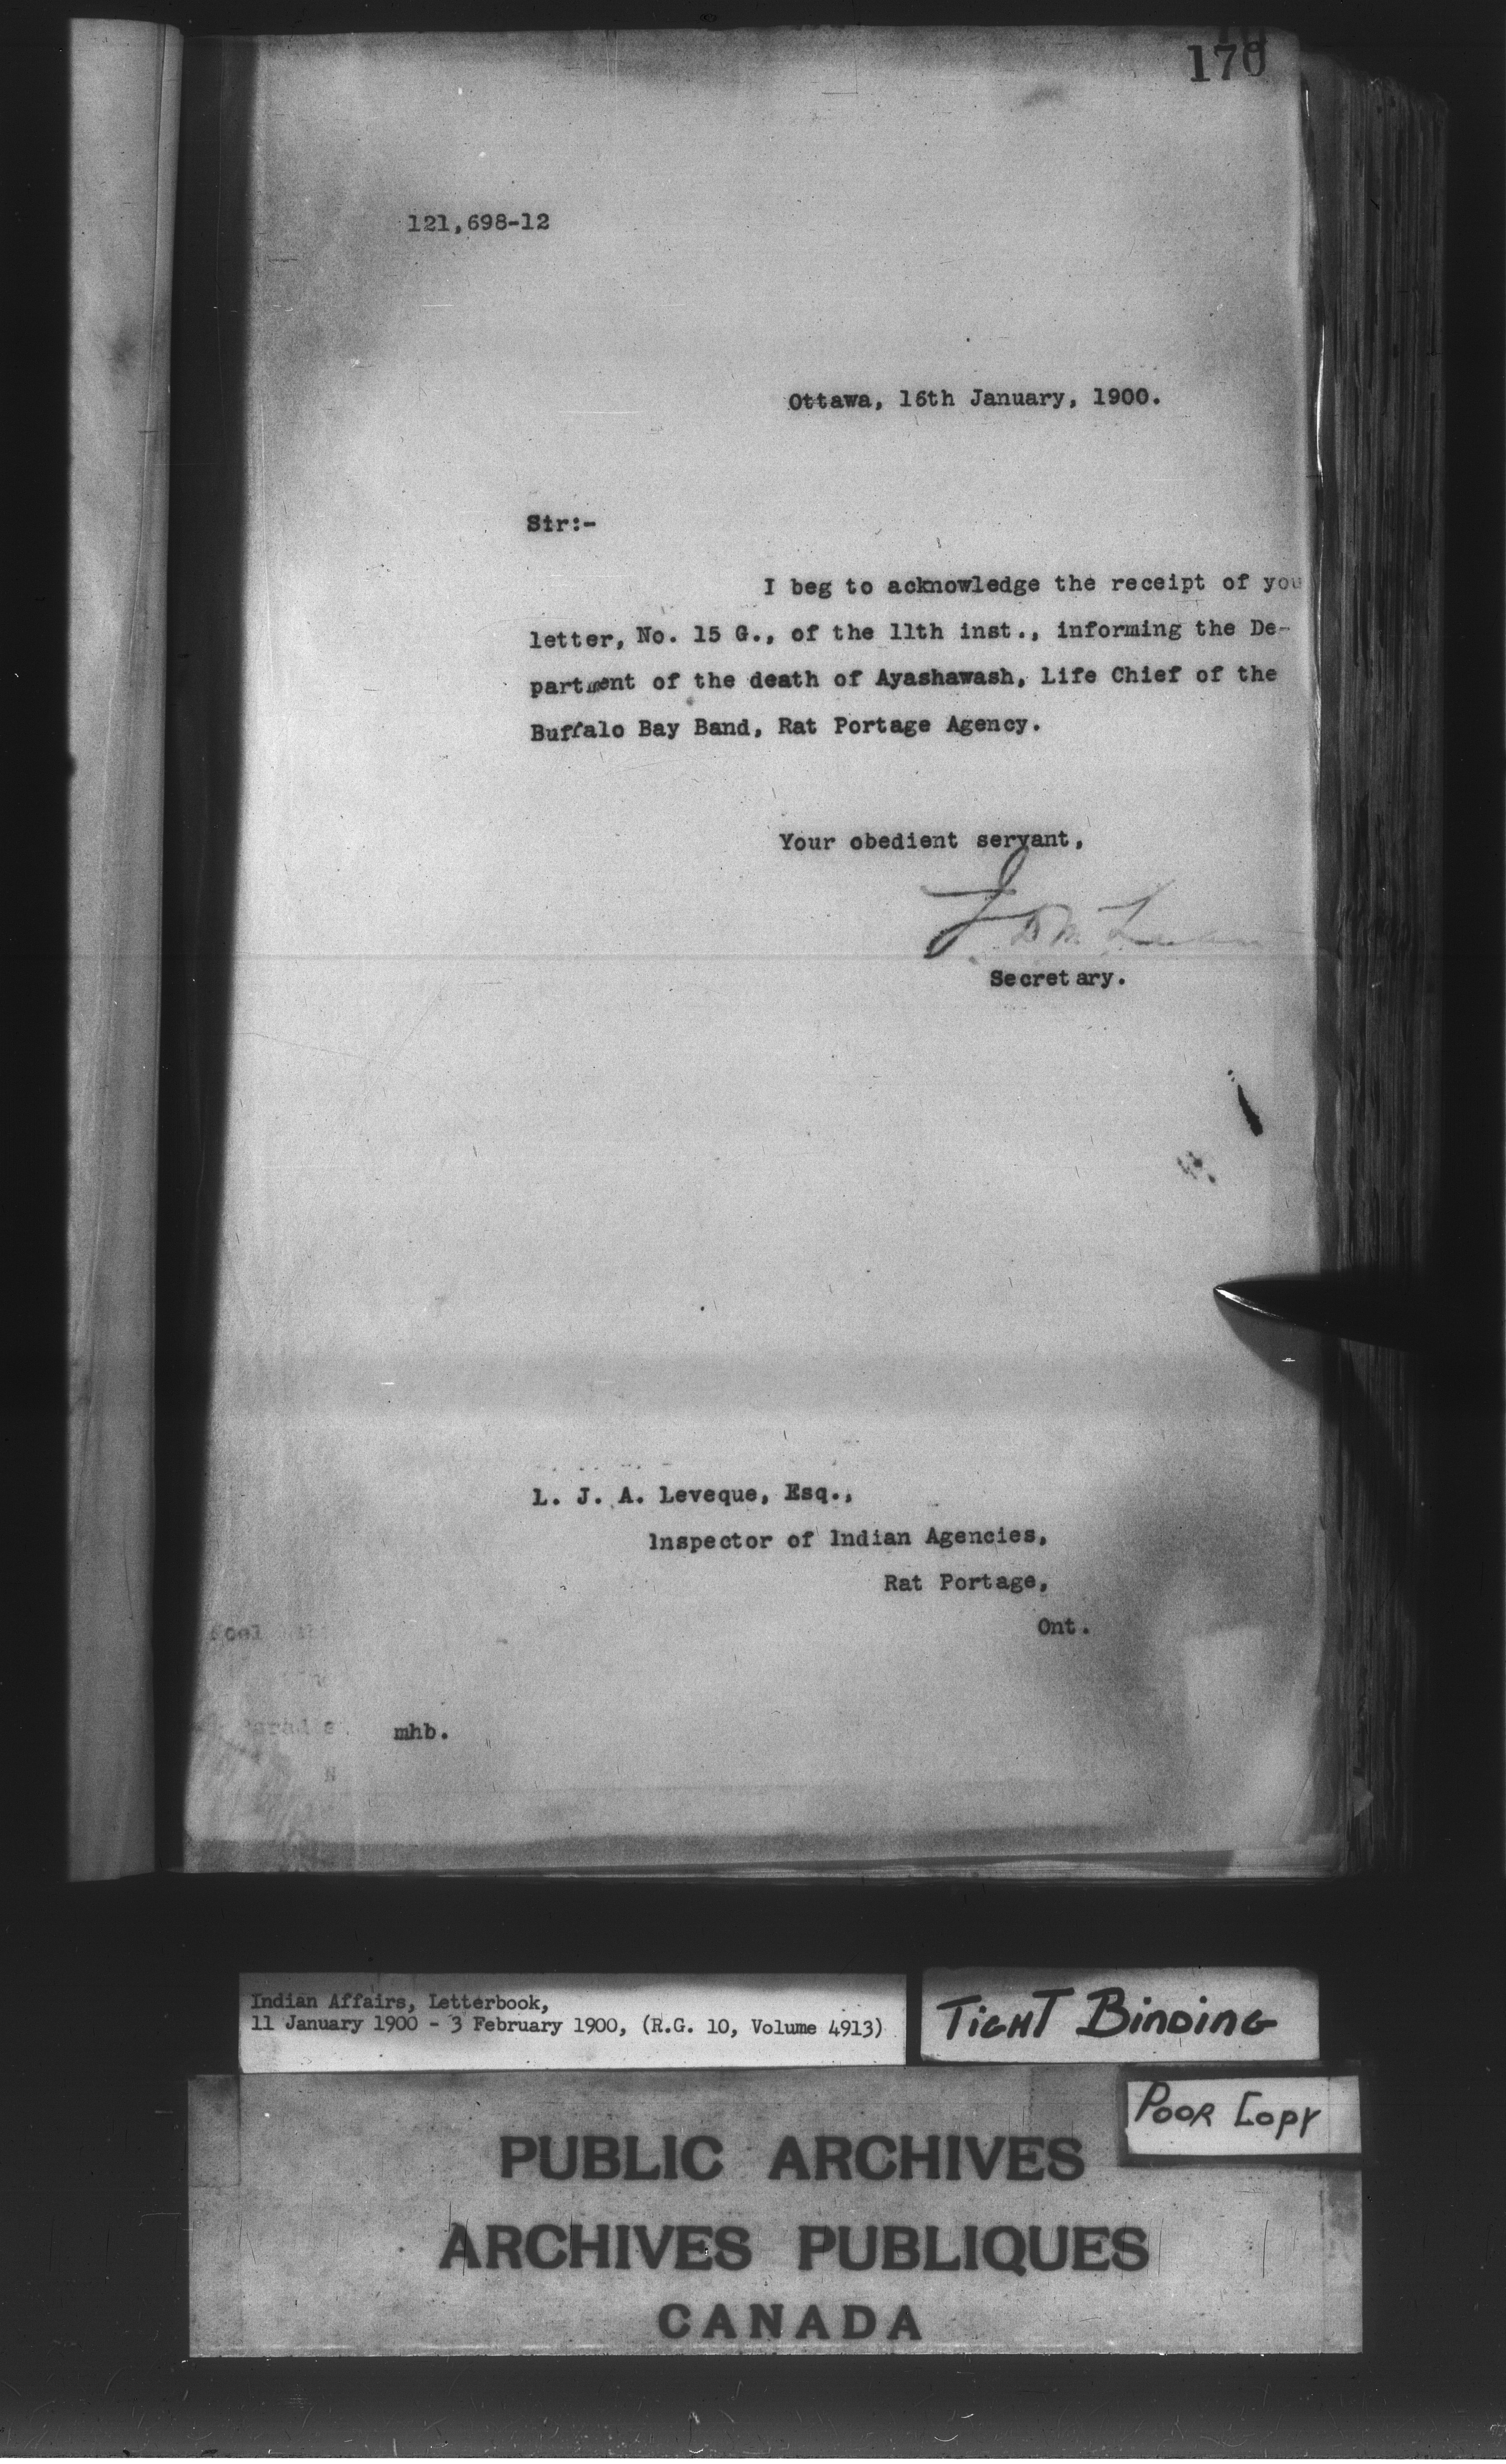 170
121,698-12
Ottawa, 16th January, 1900.
Sir:-
I beg to acknowledge the receipt of you
letter, No. 15 G., of the 11th inst., informing the De-
partment of the death of Ayashawash, Life Chief of the
Buffalo Bay Band, Rat Portage Agency.
Your obedient servant,
J D McLean
Secretary.
L. J. A. Leveque, Esq.,
Inspector of Indian Agencies,
Rat Portage,
Ont.
mhb.
Indian Affairs, Letterbook,
11 January 1900 - 3 February 1900, (R.G. 10, Volume 4913)
TIGHT BINDING
POOR COPY
PUBLIC ARCHIVES
ARCHIVES PUBLIQUES
CANADA